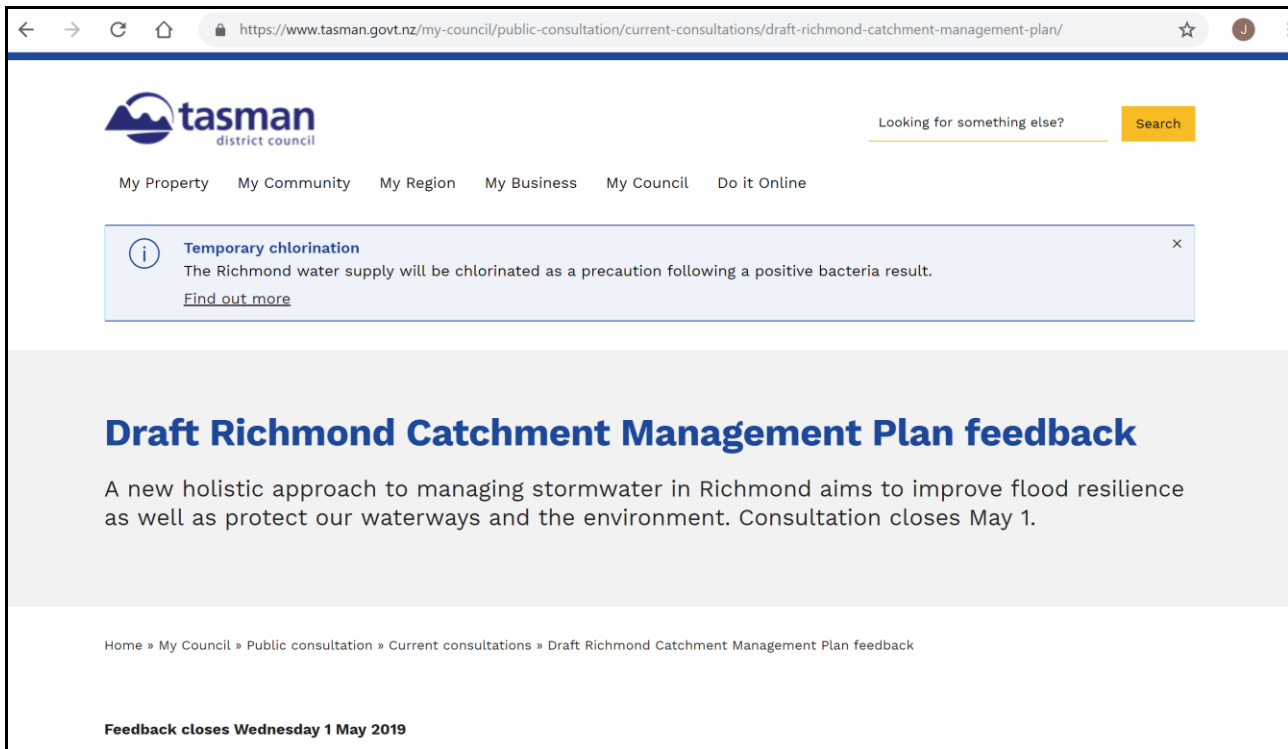 https://www.tasman.govt.nz/my-council/public-consultation/current-consultations/draft-richmond-catchment-management-plan/
J
tasman
district council
Looking for something else?
Search
My Property My Community My Region My Business My Council Do it Online
Temporary chlorination
The Richmond water supply will be chlorinated as a precaution following a positive bacteria result.
Find out more
Draft Richmond Catchment Management Plan feedback
A new holistic approach to managing stormwater in Richmond aims to improve flood resilience
as well as protect our waterways and the environment. Consultation closes May 1.
Home » My Council » Public consultation » Current consultations » Draft Richmond Catchment Management Plan feedback
Feedback closes Wednesday 1 May 2019